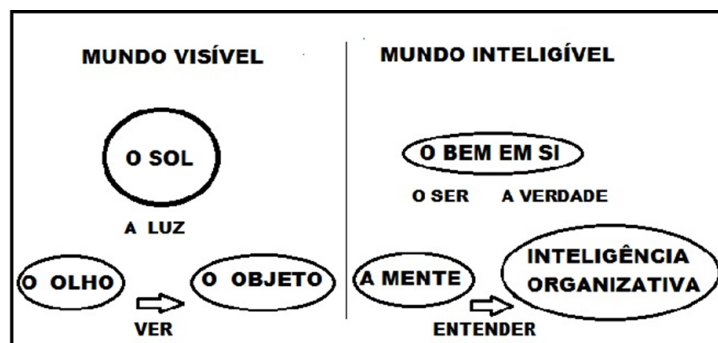 MUNDO VISÍVEL
O SOL
A LUZ
O OLHO
O OBJETO
VER
MUNDO INTELIGÍVEL
O BEM EM SI
O SER A VERDADE
A MENTE
INTELIGÊNCIA
ORGANIZATIVA
ENTENDER